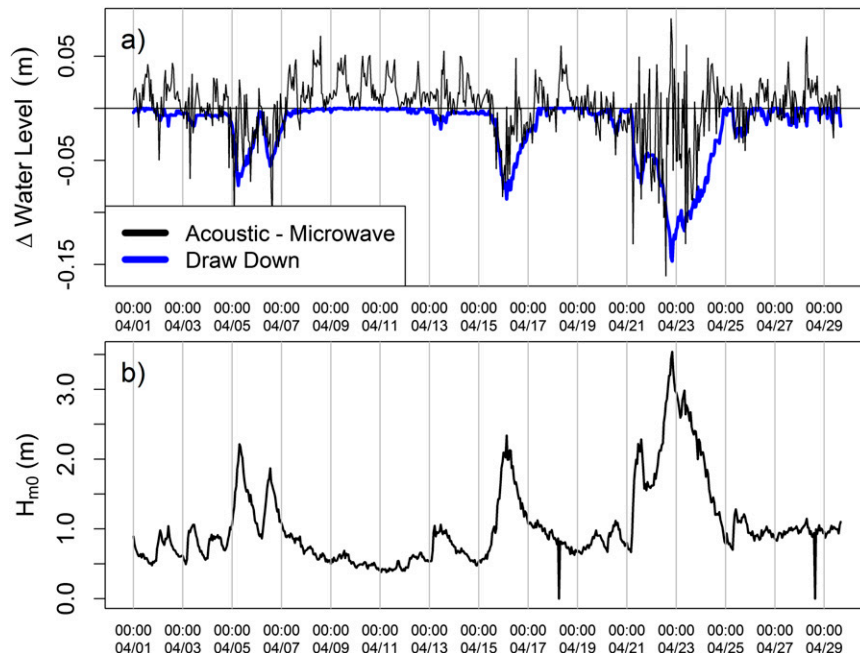 a)
Δ Water Level (m)
0.05
-0.05
-0.15
Acoustic - Microwave
Draw Down
00:00 00:00 00:00 00:00 00:00 00:00 00:00 00:00 00:00 00:00 00:00 00:00 00:00 00:00 00:00
04/01 04/03 04/05 04/07 04/09 04/11 04/13 04/15 04/17 04/19 04/21 04/23 04/25 04/27 04/29
b)
Hm0 (m)
3.0
2.0
1.0
0.0
00:00 00:00 00:00 00:00 00:00 00:00 00:00 00:00 00:00 00:00 00:00 00:00 00:00 00:00 00:00
04/01 04/03 04/05 04/07 04/09 04/11 04/13 04/15 04/17 04/19 04/21 04/23 04/25 04/27 04/29